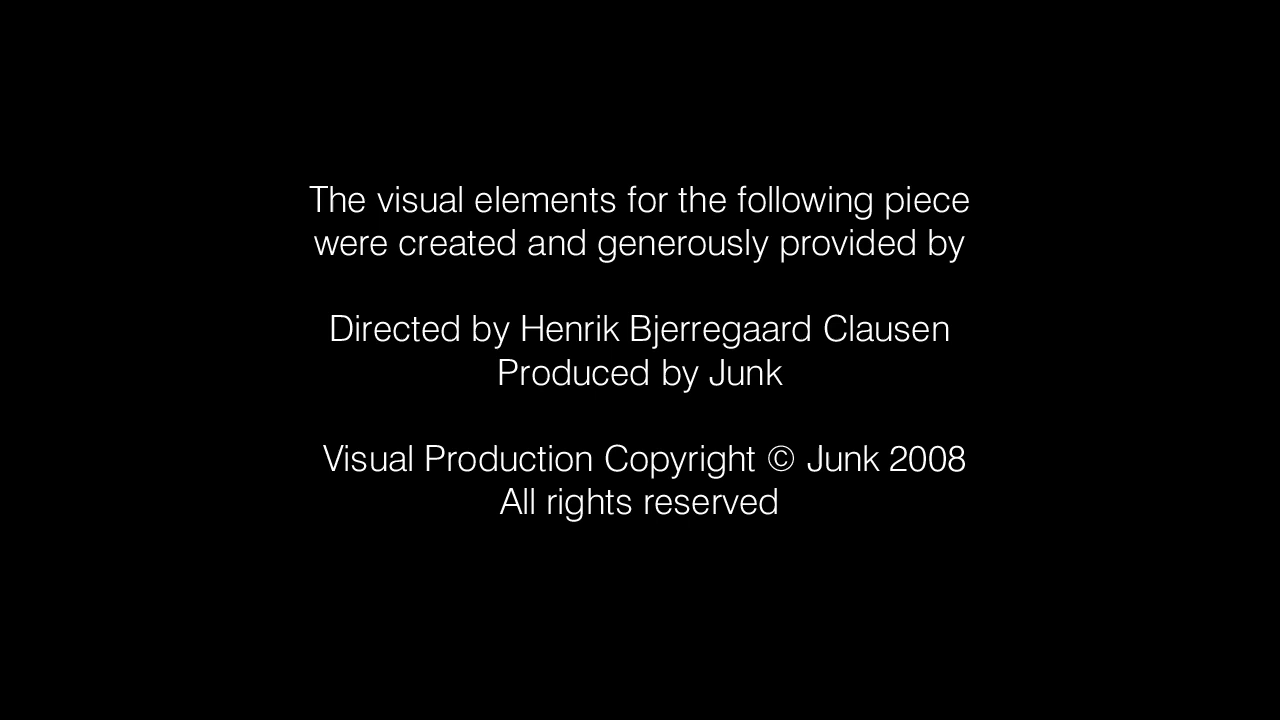 The visual elements for the following piece
were created and generously provided by
Directed by Henrik Bjerregaard Clausen
Produced by Junk
Visual Production Copyright © Junk 2008
All rights reserved